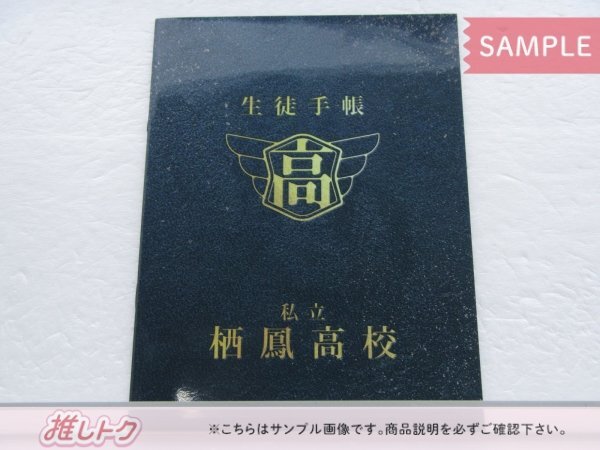 SAMPLE
生徒手帳
高
私立
栖鳳高校
推しトク
※こちらはサンプル画像です。商品説明を必ずご確認下さい。